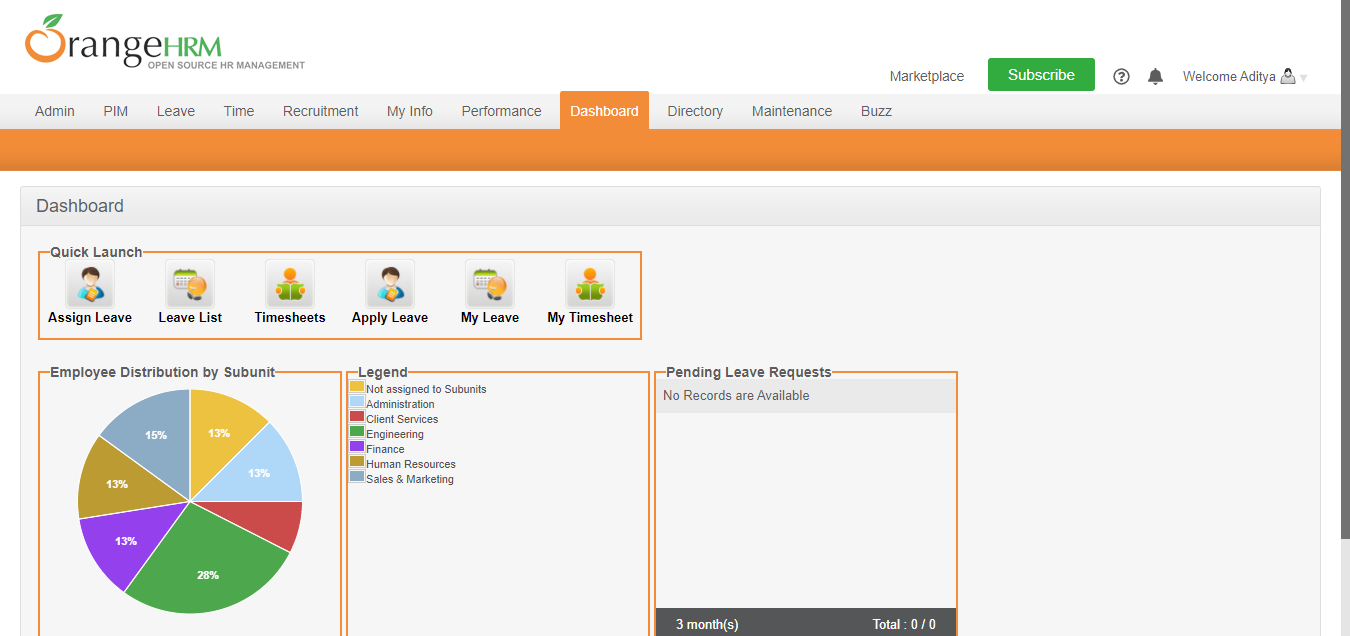 OrangeHRM
OPEN SOURCE HR MANAGEMENT
Marketplace Subscribe ? Welcome Aditya
Admin PIM Leave Time Recruitment My Info Performance Dashboard Directory Maintenance Buzz
Dashboard
Quick Launch
Assign Leave Leave List Timesheets Apply Leave My Leave My Timesheet
Employee Distribution by Subunit
13%
13%
28%
13%
13%
15%
Legend
Not assigned to Subunits
Administration
Client Services
Engineering
Finance
Human Resources
Sales & Marketing
Pending Leave Requests
No Records are Available
3 month(s) Total : 0 / 0